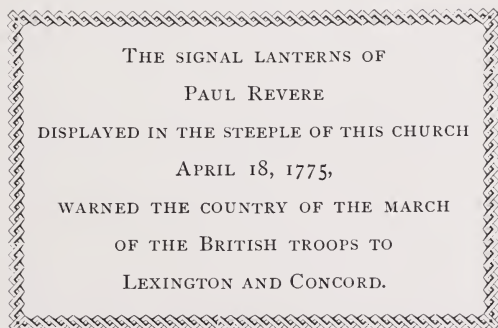 The signal lanterns of
Paul Revere
displayed in the steeple of this church
April 18, 1775,
warned the country of the march
of the British troops to
Lexington and Concord.